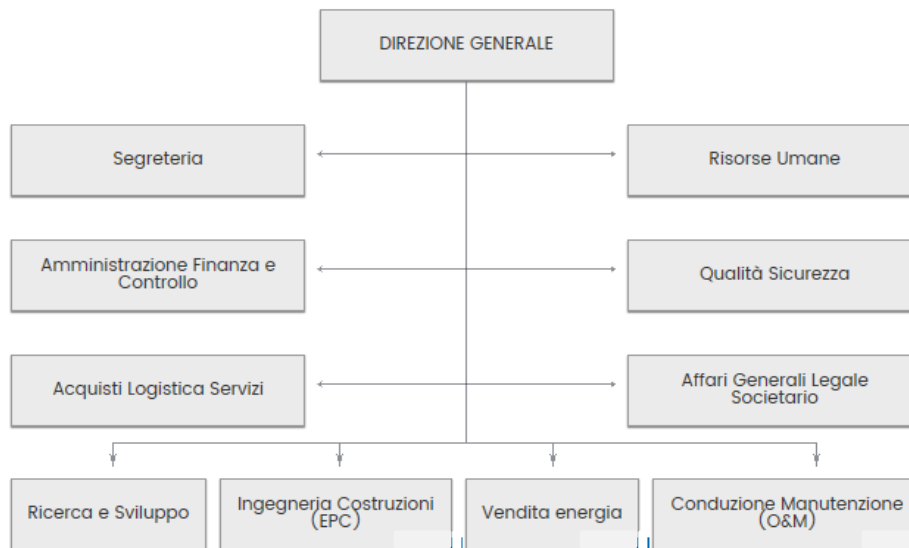 DIREZIONE GENERALE
Segreteria
Risorse Umane
Amministrazione Finanza e
Controllo
Qualità Sicurezza
Acquisti Logistica Servizi
Affari Generali Legale
Societario
Ricerca e Sviluppo
Ingegneria Costruzioni
(EPC)
Vendita energia
Conduzione Manutenzione
(O&M)